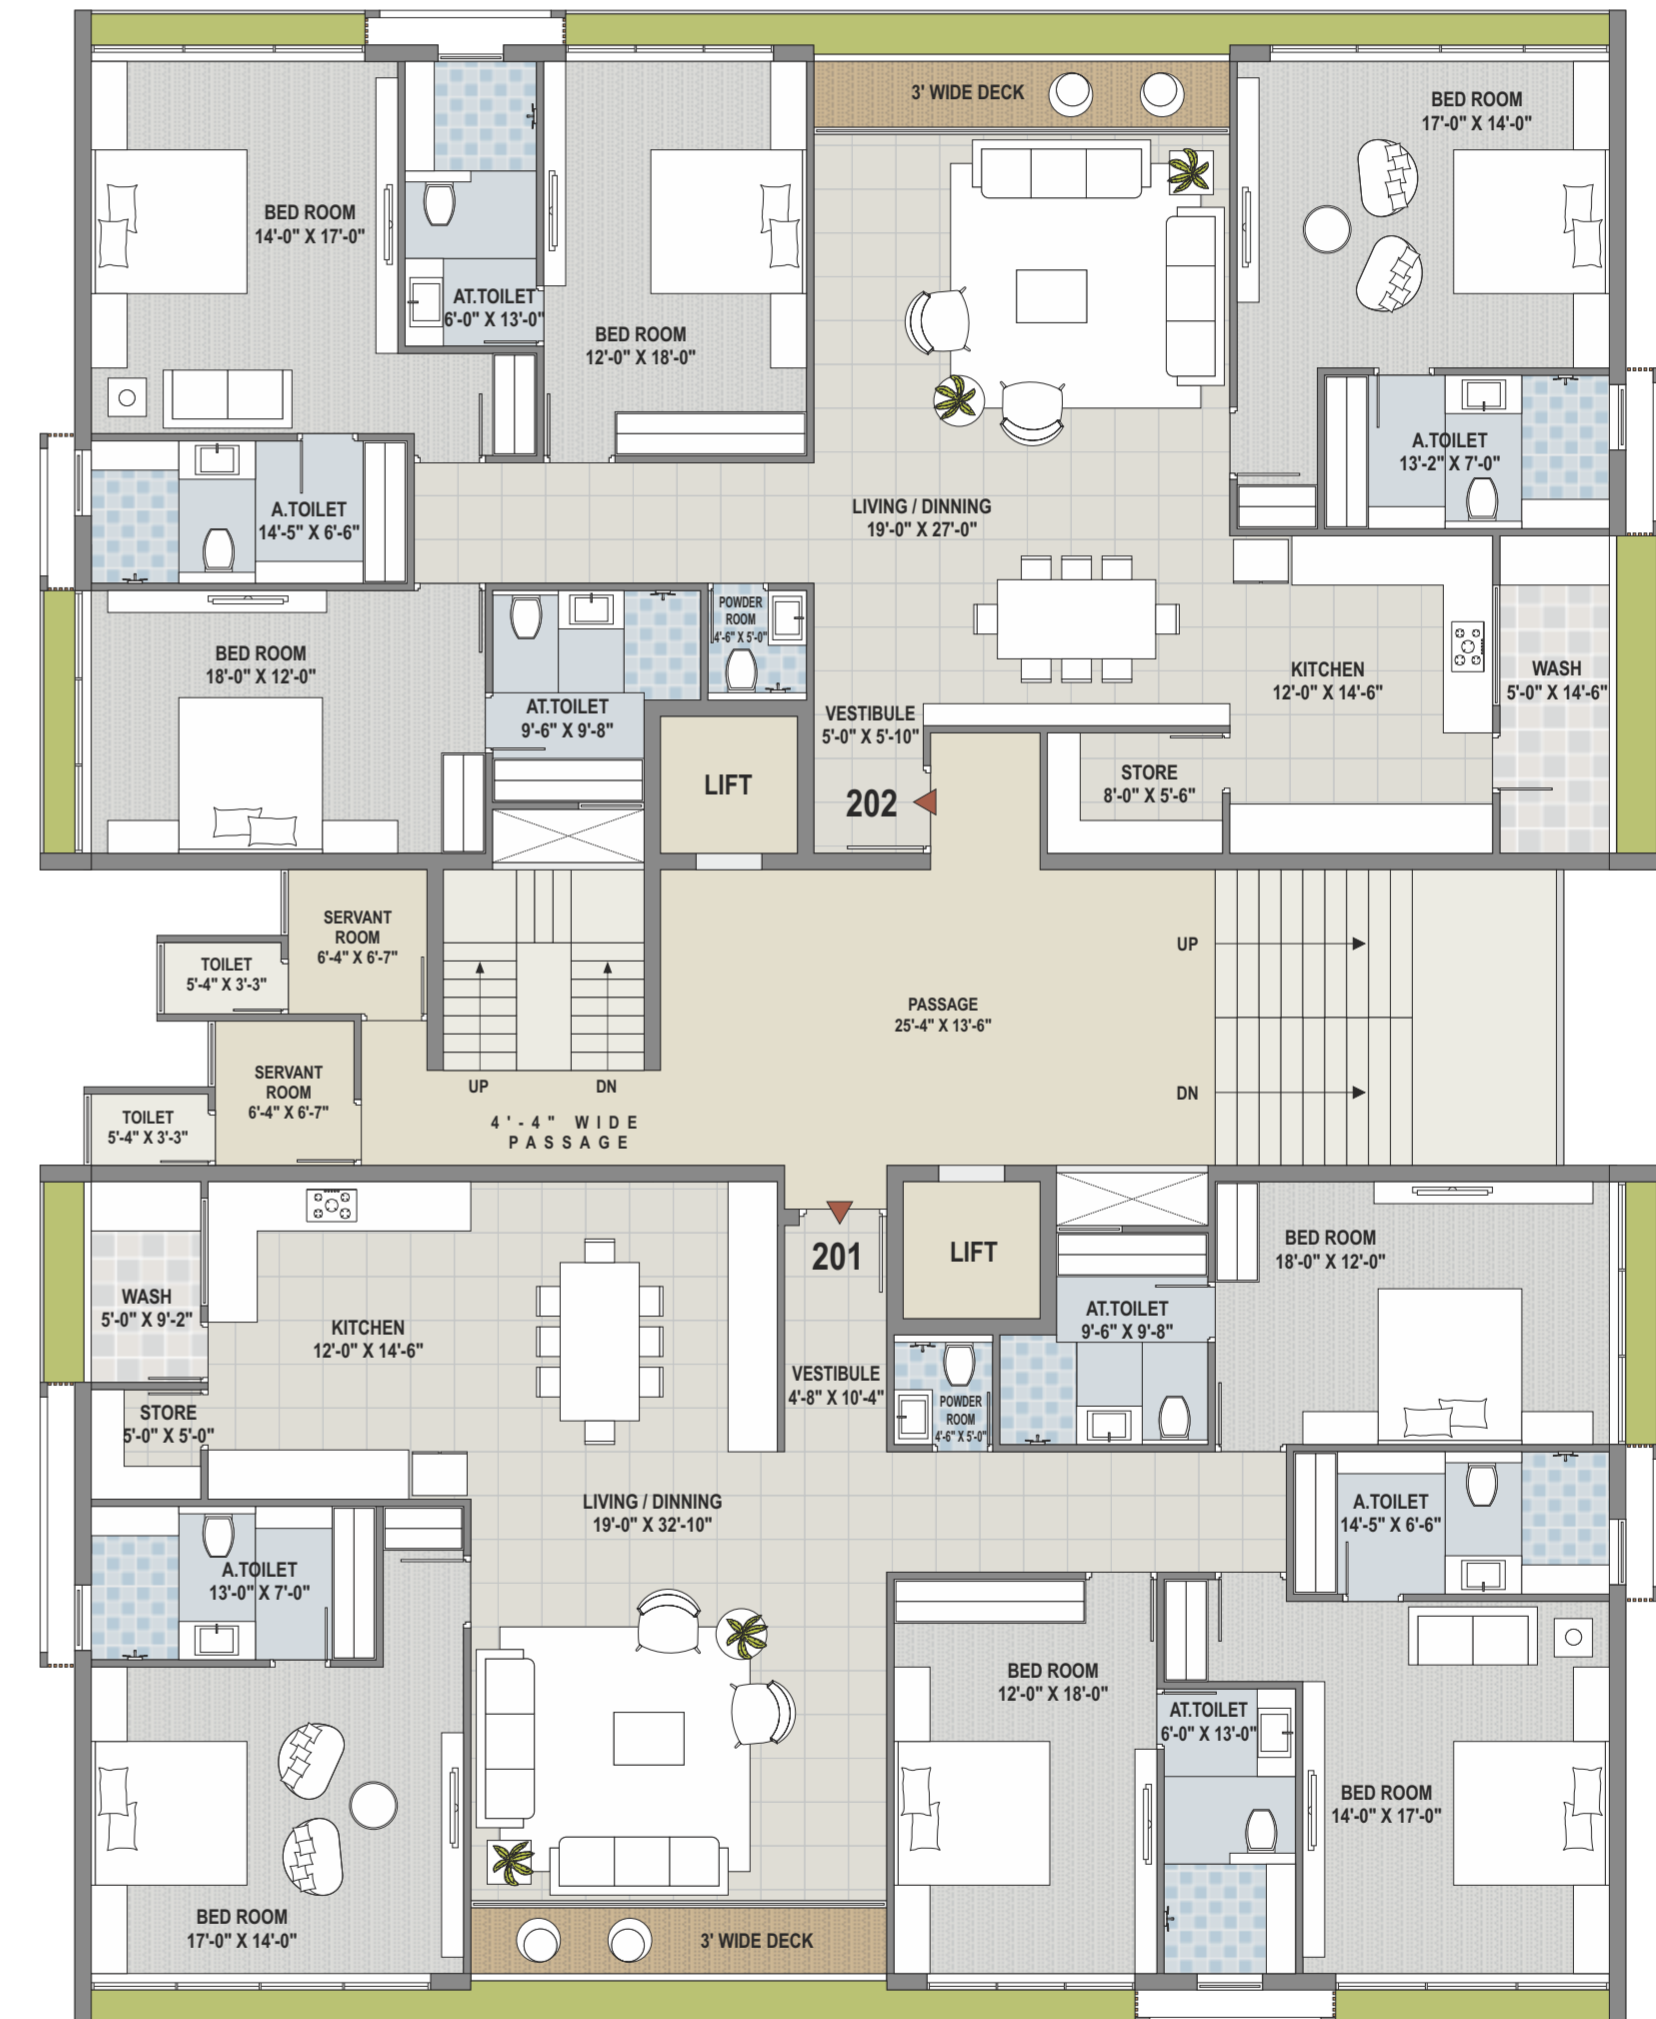 3' WIDE DECK
BED ROOM
17'-0" X 14'-0"
BED ROOM
14'-0" X 17'-0"
AT.TOILET
6'-0" X 13'-0"
BED ROOM
12'-0" X 18'-0"
A.TOILET
13'-2" X 7'-0"
A.TOILET
14'-5" X 6'-6"
LIVING / DINNING
19'-0" X 27'-0"
POWDER
ROOM
4'-6" X 5'-0"
BED ROOM
18'-0" X 12'-0"
AT.TOILET
9'-6" X 9'-8"
VESTIBULE
5'-0" X 5'-10"
KITCHEN
12'-0" X 14'-6"
WASH
5'-0" X 14'-6"
LIFT
202
STORE
8'-0" X 5'-6"
SERVANT
ROOM
6'-4" X 6'-7"
TOILET
5'-4" X 3'-3"
UP
PASSAGE
25'-4" X 13'-6"
SERVANT
ROOM
6'-4" X 6'-7"
UP
DN
DN
TOILET
5'-4" X 3'-3"
4'-4" WIDE
PASSAGE
201
LIFT
BED ROOM
18'-0" X 12'-0"
WASH
5'-0" X 9'-2"
KITCHEN
12'-0" X 14'-6"
AT.TOILET
9'-6" X 9'-8"
VESTIBULE
4'-8" X 10'-4"
POWDER
ROOM
4'-6" X 5'-0"
STORE
5'-0" X 5'-0"
LIVING / DINNING
19'-0" X 32'-10"
A.TOILET
14'-5" X 6'-6"
A.TOILET
13'-0" X 7'-0"
BED ROOM
12'-0" X 18'-0"
AT.TOILET
6'-0" X 13'-0"
BED ROOM
14'-0" X 17'-0"
BED ROOM
17'-0" X 14'-0"
3' WIDE DECK